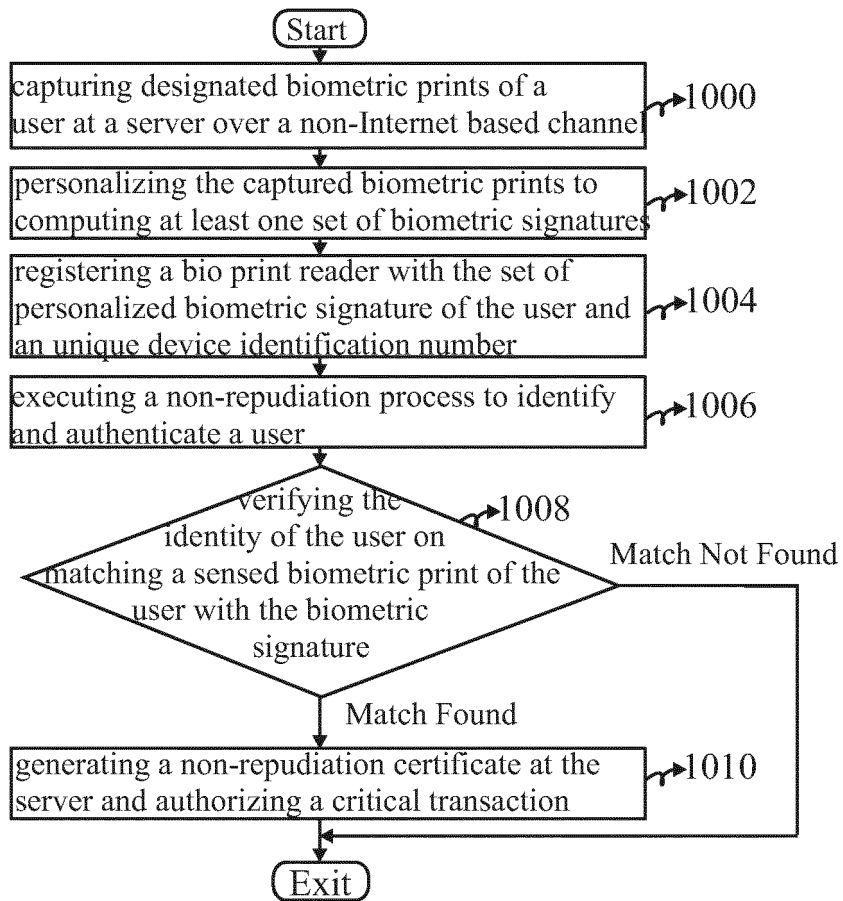 Start
capturing designated biometric prints of a
user at a server over a non-Internet based channel
1000
personalizing the captured biometric prints to
computing at least one set of biometric signatures
1002
registering a bio print reader with the set of
personalized biometric signature of the user and
an unique device identification number
1004
executing a non-repudiation process to identify
and authenticate a user
1006
verifying the
identity of the user on
matching a sensed biometric print of the
user with the biometric
signature
1008
Match Not Found
Match Found
generating a non-repudiation certificate at the
server and authorizing a critical transaction
1010
Exit